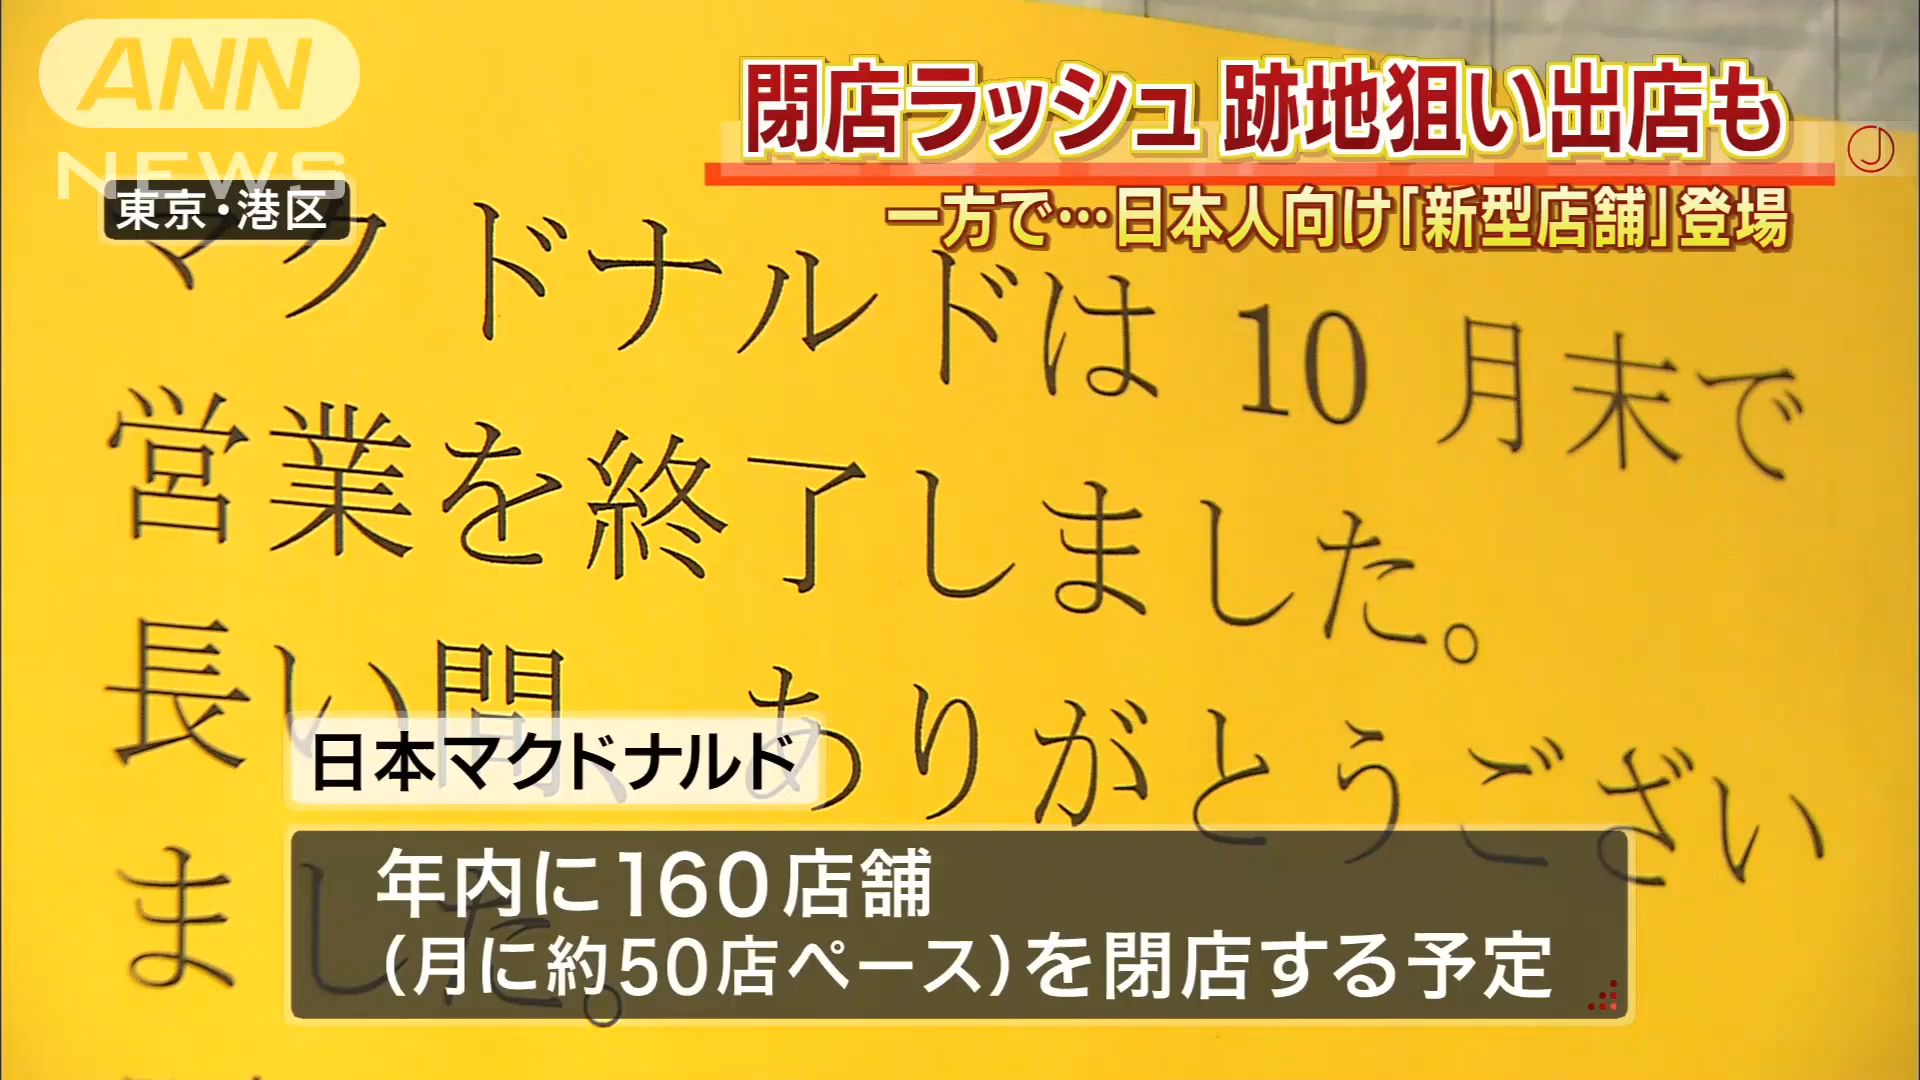 ANN
NEWS
閉店ラッシュ 跡地狙い出店も
一方で…日本人向け「新型店舗」登場
東京・港区
マクドナルドは 10 月末で
営業を終了しました。
長い間、ありがとうござい
ました。
日本マクドナルド
年内に160店舗
（月に約50店ペース）を閉店する予定